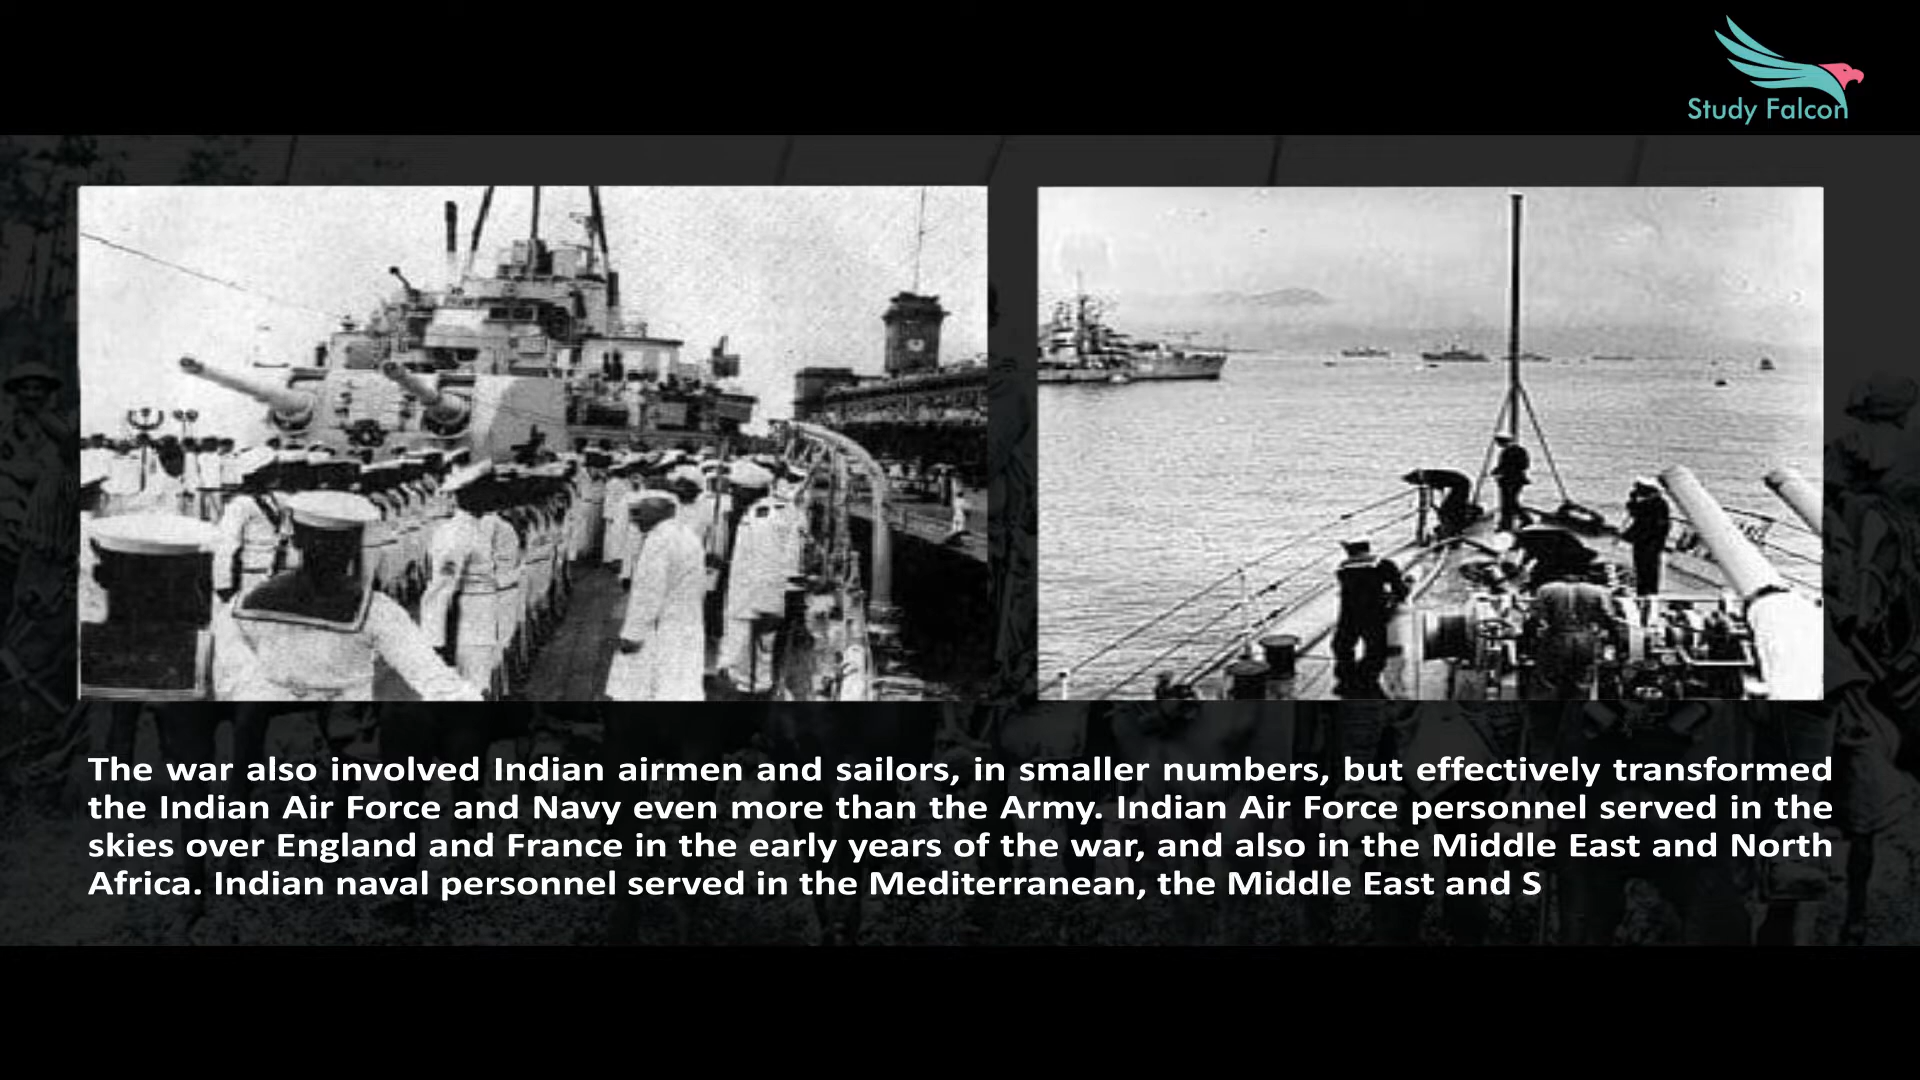 Study Falcon
The war also involved Indian airmen and sailors, in smaller numbers, but effectively transformed
the Indian Air Force and Navy even more than the Army. Indian Air Force personnel served in the
skies over England and France in the early years of the war, and also in the Middle East and North
Africa. Indian naval personnel served in the Mediterranean, the Middle East and S